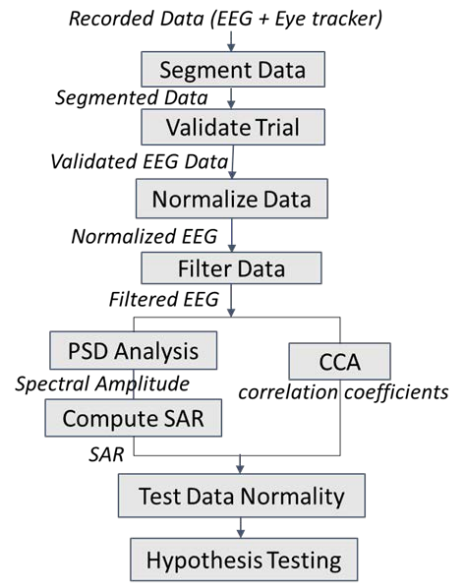 Recorded Data (EEG + Eye tracker)
Segment Data
Segmented Data
Validate Trial
Validated EEG Data
Normalize Data
Normalized EEG
Filter Data
Filtered EEG
PSD Analysis
CCA
Spectral Amplitude
correlation coefficients
Compute SAR
SAR
Test Data Normality
Hypothesis Testing